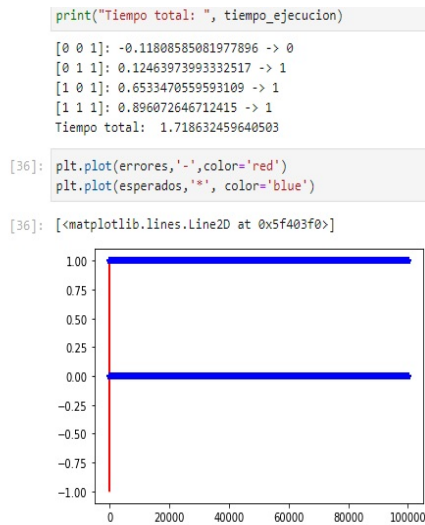 print("Tiempo total: ", tiempo_ejecucion)
[0 0 1]: -0.11808585081977896 -> 0
[0 1 1]: 0.12463973993332517 -> 1
[1 0 1]: 0.6533470559593109 -> 1
[1 1 1]: 0.896072646712415 -> 1
Tiempo total:  1.718632459640503
[36]: plt.plot(errores,'-',color='red')
plt.plot(esperados,'*', color='blue')
[36]: [<matplotlib.lines.Line2D at 0x5f403f0>]
1.00
0.75
0.50
0.25
0.00
−0.25
−0.50
−0.75
−1.00
0 20000 40000 60000 80000 100000